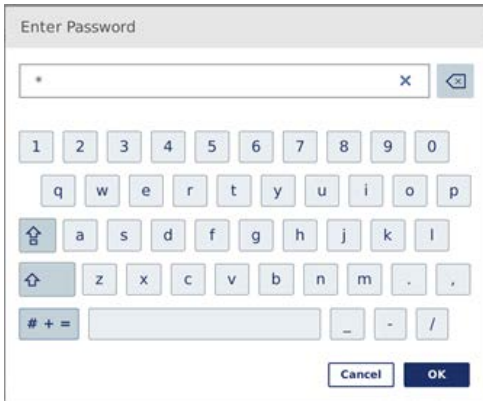 Enter Password
*
1 2 3 4 5 6 7 8 9 0
q w e r t y u i o p
a s d f g h j k l
z x c v b n m . ,
# + = _ - /
Cancel OK